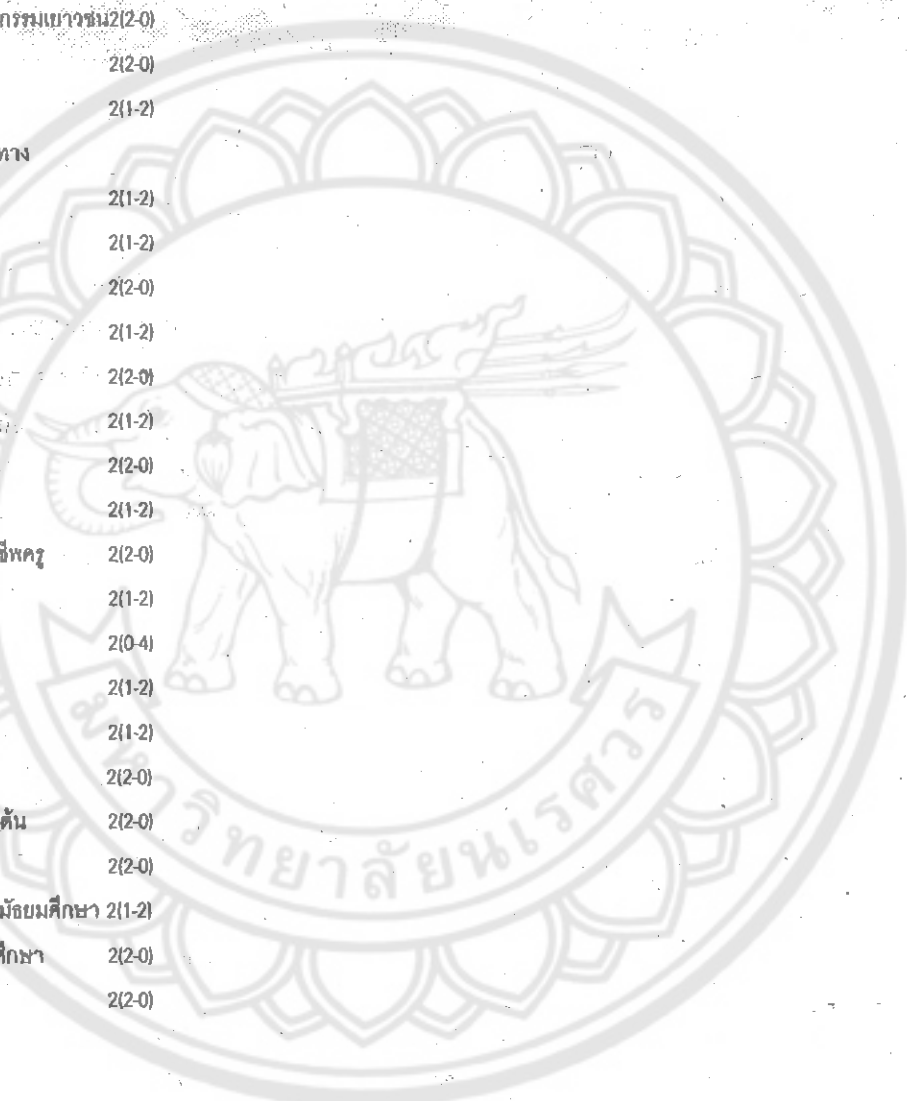 กรรมเยาวชน2(2-0)
2(2-0)
2(1-2)
ทาง
2(1-2)
2(1-2)
2(2-0)
2(1-2)
2(2-0)
2(1-2)
2(2-0)
2(1-2)
ชีพครู 2(2-0)
2(1-2)
2(0-4)
2(1-2)
2(1-2)
2(2-0)
ต้น 2(2-0)
2(2-0)
มัธยมศึกษา 2(1-2)
ศึกษา 2(2-0)
2(2-0)
มหาวิทยาลัยนเรศวร